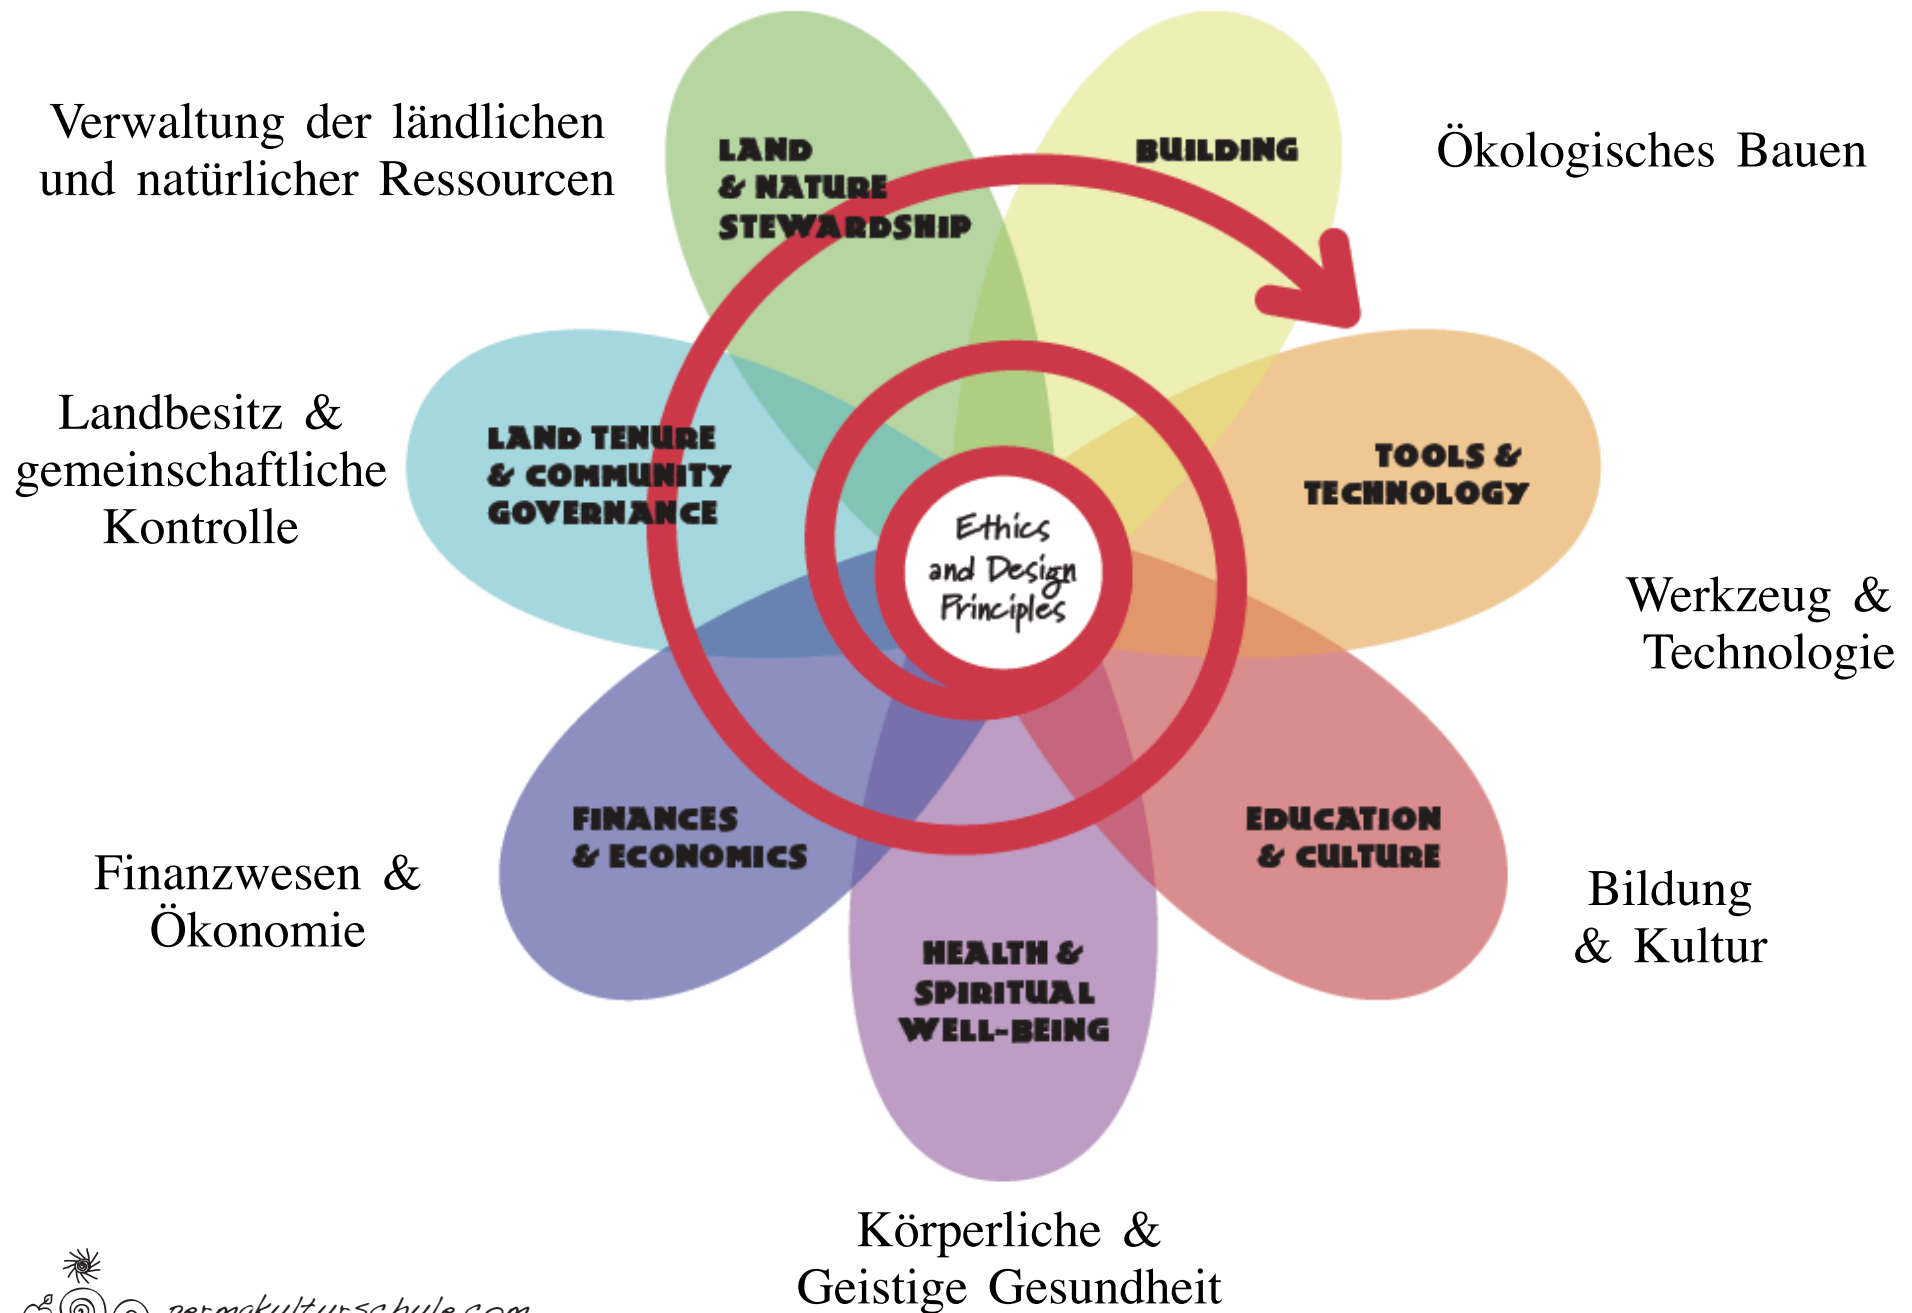 Verwaltung der ländlichen
und natürlicher Ressourcen
LAND
& NATURE
STEWARDSHIP
BUILDING
Ökologisches Bauen
Landbesitz &
gemeinschaftliche
Kontrolle
LAND TENURE
& COMMUNITY
GOVERNANCE
Ethics
and Design
Principles
TOOLS &
TECHNOLOGY
Werkzeug &
Technologie
Finanzwesen &
Ökonomie
FINANCES
& ECONOMICS
HEALTH &
SPIRITUAL
WELL-BEING
EDUCATION
& CULTURE
Bildung
& Kultur
Körperliche &
Geistige Gesundheit
permakulturschule.com